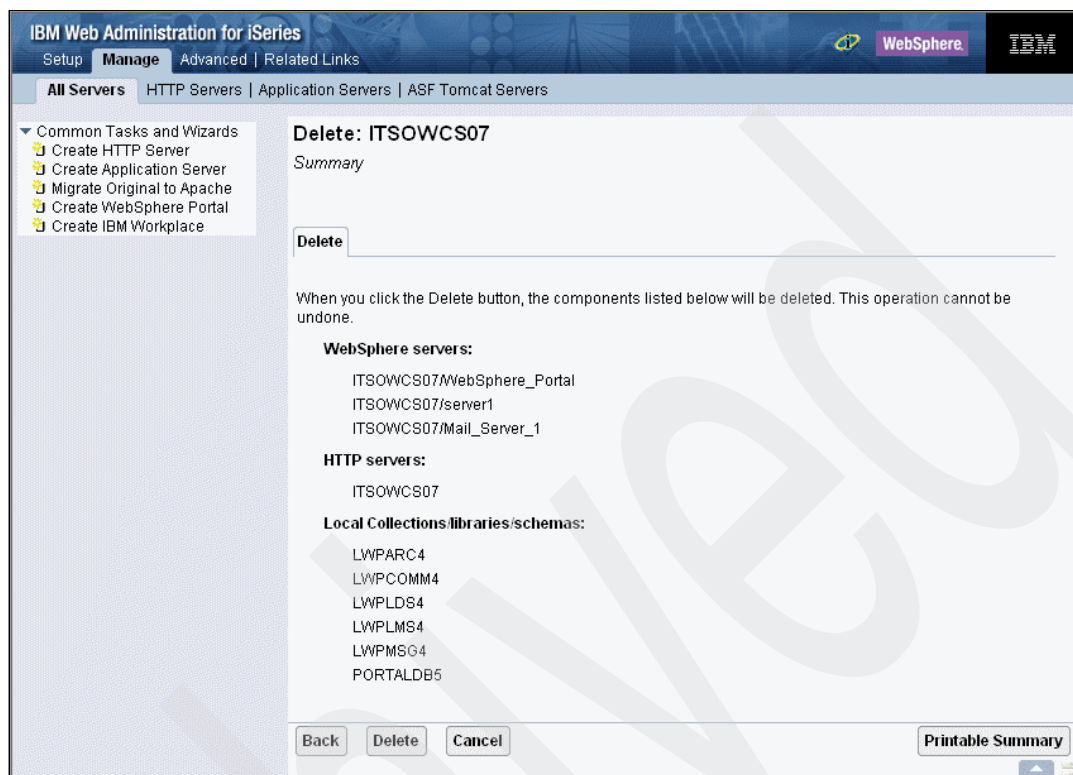 IBM Web Administration for iSeries
WebSphere.
IBM
Setup Manage Advanced | Related Links
All Servers HTTP Servers | Application Servers | ASF Tomcat Servers
Common Tasks and Wizards
Create HTTP Server
Create Application Server
Migrate Original to Apache
Create WebSphere Portal
Create IBM Workplace
Delete: ITSOWCS07
Summary
Delete
When you click the Delete button, the components listed below will be deleted. This operation cannot be
undone.
WebSphere servers:
ITSOWCS07/WebSphere_Portal
ITSOWCS07/server1
ITSOWCS07/Mail_Server_1
HTTP servers:
ITSOWCS07
Local Collections/libraries/schemas:
LWPARC4
LWPCOMM4
LWPLDS4
LWPLMS4
LWPMSG4
PORTALDB5
Back Delete Cancel Printable Summary